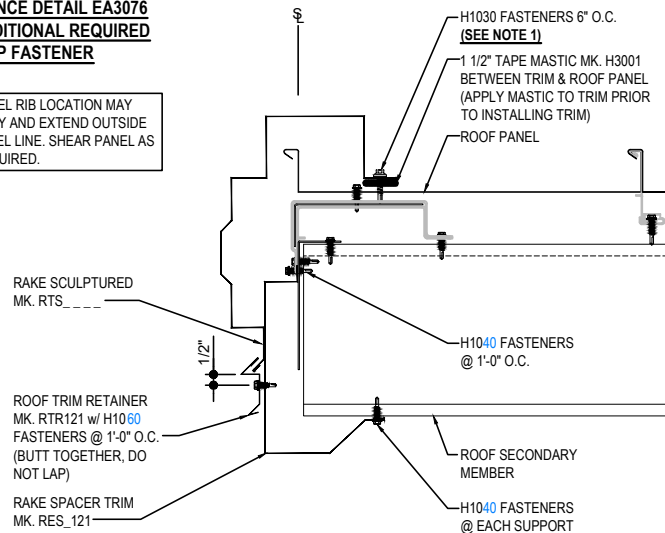 NCE DETAIL EA3076
DITIONAL REQUIRED
P FASTENER
EL RIB LOCATION MAY
Y AND EXTEND OUTSIDE
EL LINE. SHEAR PANEL AS
UIRED.
H1030 FASTENERS 6" O.C.
(SEE NOTE 1)
1 1/2" TAPE MASTIC MK. H3001
BETWEEN TRIM & ROOF PANEL
(APPLY MASTIC TO TRIM PRIOR
TO INSTALLING TRIM)
ROOF PANEL
RAKE SCULPTURED
MK. RTS_ _ _ _
1/2"
ROOF TRIM RETAINER
MK. RTR121 w/ H1060
FASTENERS @ 1'-0" O.C.
(BUTT TOGETHER, DO
NOT LAP)
RAKE SPACER TRIM
MK. RES_121
H1040 FASTENERS
@ 1'-0" O.C.
ROOF SECONDARY
MEMBER
H1040 FASTENERS
@ EACH SUPPORT